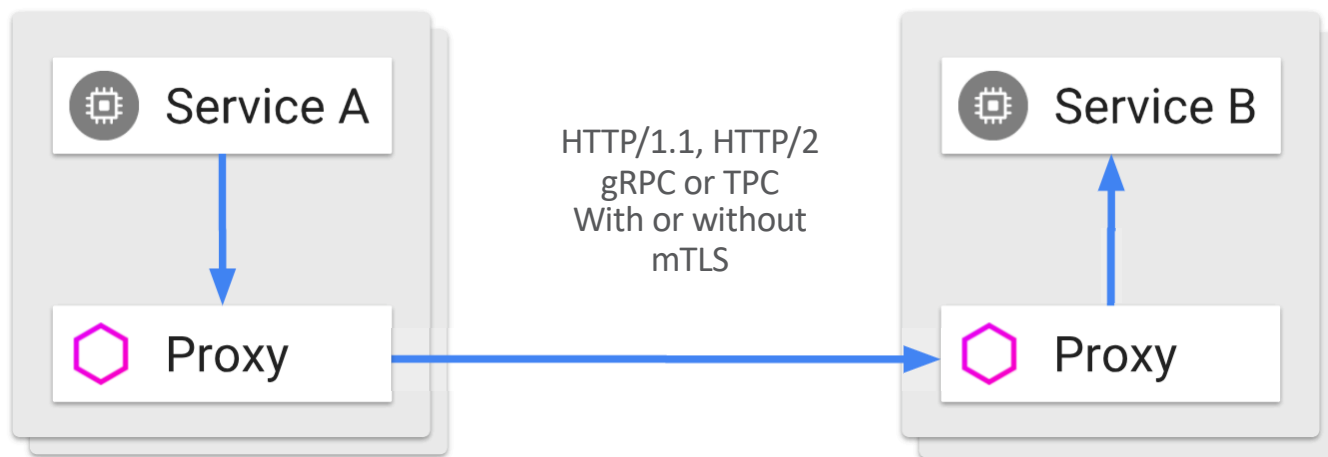 Service A
Service B
HTTP/1.1, HTTP/2
gRPC or TPC
With or without
mTLS
Proxy
Proxy